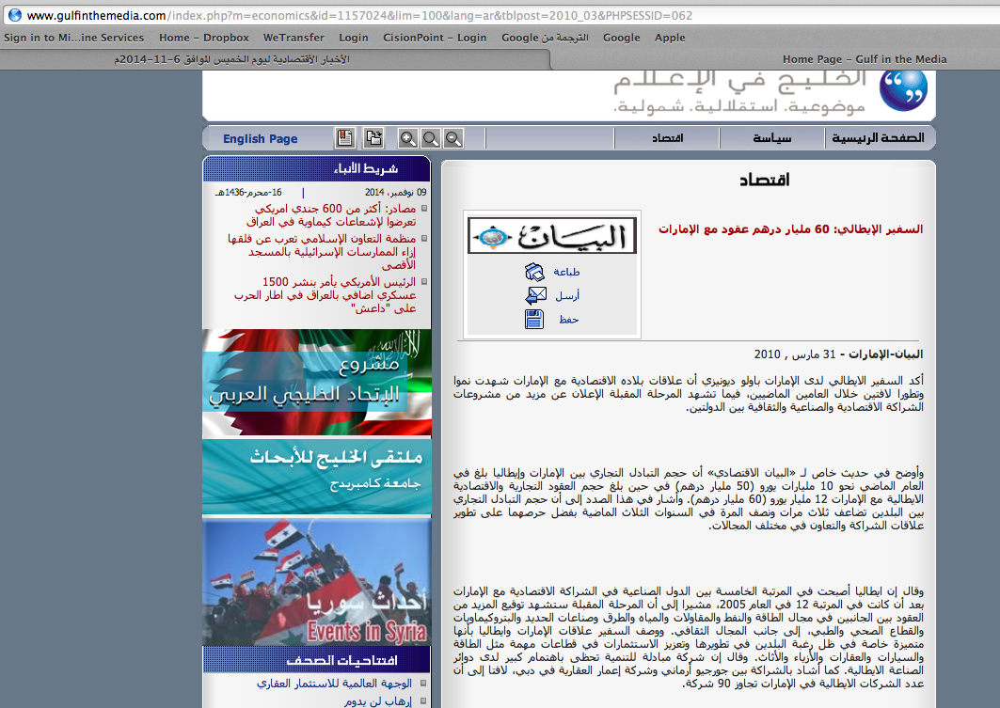 www.gulfinthemedia.com/index.php?m=economics&id=1157024&lim=100&lang=ar&tblpost=2010_03&PHPSESSID=062
Sign in to Mi...ine Services Home - Dropbox WeTransfer Login CisionPoint - Login Google الترجمة من Google Apple
الأخبار الأقتصادية ليوم الخميس الموافق 6-11-2014م
Home Page - Gulf in the Media
الخليج في الإعلام
موضوعية. استقلالية. شمولية.
الصفحة الرئيسية
سياسة
اقتصاد
English Page
شريط الأنباء
09 نوفمبر، 2014 | 16-محرم-1436هـ
مصادر: أكثر من 600 جندي امريكي
تعرضوا لإشعاعات كيماوية في العراق
منظمة التعاون الإسلامي تعرب عن قلقها
إزاء الممارسات الإسرائيلية بالمسجد
الأقصى
الرئيس الأمريكي يأمر بنشر 1500
عسكري اضافي بالعراق في اطار الحرب
على "داعش"
مشروع
الإتحاد الخليجي العربي
ملتقى الخليج للأبحاث
جامعة كامبريدج
أحداث سوريا
Events in Syria
افتتاحيات الصحف
الوجهة العالمية للاستثمار العقاري
إرهاب لن يدوم
اقتصاد
السفير الإيطالي: 60 مليار درهم عقود مع الإمارات
البيان
طباعة
أرسل
حفظ
البيان-الإمارات - 31 مارس , 2010
أكد السفير الايطالي لدى الإمارات باولو ديونيزي أن علاقات بلاده الاقتصادية مع الإمارات شهدت نموا
وتطورا لافتين خلال العامين الماضيين، فيما تشهد المرحلة المقبلة الإعلان عن مزيد من مشروعات
الشراكة الاقتصادية والصناعية والثقافية بين الدولتين.
وأوضح في حديث خاص لـ «البيان الاقتصادي» أن حجم التبادل التجاري بين الإمارات وإيطاليا بلغ في
العام الماضي نحو 10 مليارات يورو (50 مليار درهم) في حين بلغ حجم العقود التجارية والاقتصادية
الايطالية مع الإمارات 12 مليار يورو (60 مليار درهم). وأشار في هذا الصدد إلى أن حجم التبادل التجاري
بين البلدين تضاعف ثلاث مرات ونصف المرة في السنوات الثلاث الماضية بفضل حرصهما على تطوير
علاقات الشراكة والتعاون في مختلف المجالات.
وقال إن ايطاليا أصبحت في المرتبة الخامسة بين الدول الصناعية في الشراكة الاقتصادية مع الإمارات
بعد أن كانت في المرتبة 12 في العام 2005، مشيرا إلى أن المرحلة المقبلة ستشهد توقيع المزيد من
العقود بين الجانبين في مجال الطاقة والنفط والمقاولات والمياه والطرق وصناعات الحديد والبتروكيماويات
والقطاع الصحي والطبي، إلى جانب المجال الثقافي. ووصف السفير علاقات الإمارات وايطاليا بأنها
متميزة خاصة في ظل رغبة البلدين في تطويرها وتعزيز الاستثمارات في قطاعات مهمة مثل الطاقة
والسيارات والعقارات والأزياء والأثاث. وقال إن شركة مبادلة للتنمية تحظى باهتمام كبير لدى دوائر
الصناعة الايطالية. كما أشاد بالشراكة بين جورجيو أرماني وشركة إعمار العقارية في دبي، لافتا إلى أن
عدد الشركات الايطالية في الإمارات تجاوز 90 شركة.